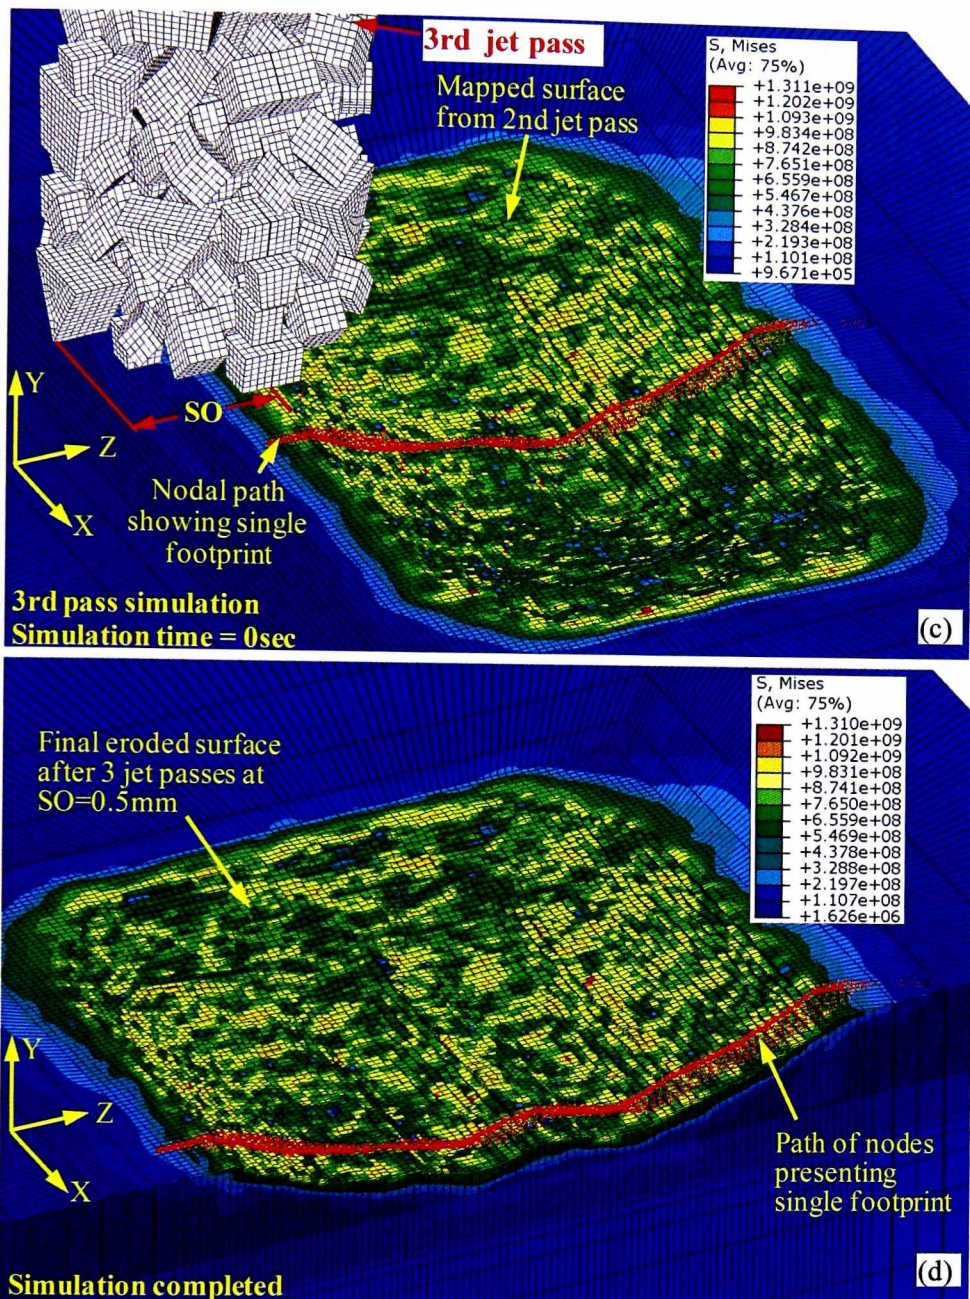 3rd jet pass
Mapped surface
from 2nd jet pass
S, Mises
(Avg: 75%)
+1.311e+09
+1.202e+09
+1.093e+09
+9.834e+08
+8.742e+08
+7.651e+08
+6.559e+08
+5.467e+08
+4.376e+08
+3.284e+08
+2.193e+08
+1.101e+08
+9.671e+05
Y
Z
X
SO
Nodal path
showing single
footprint
3rd pass simulation
Simulation time = 0sec
(c)
S, Mises
(Avg: 75%)
+1.310e+09
+1.201e+09
+1.092e+09
+9.831e+08
+8.741e+08
+7.650e+08
+6.559e+08
+5.469e+08
+4.378e+08
+3.288e+08
+2.197e+08
+1.107e+08
+1.626e+06
Final eroded surface
after 3 jet passes at
SO=0.5mm
Y
Z
X
Path of nodes
presenting
single footprint
Simulation completed
(d)